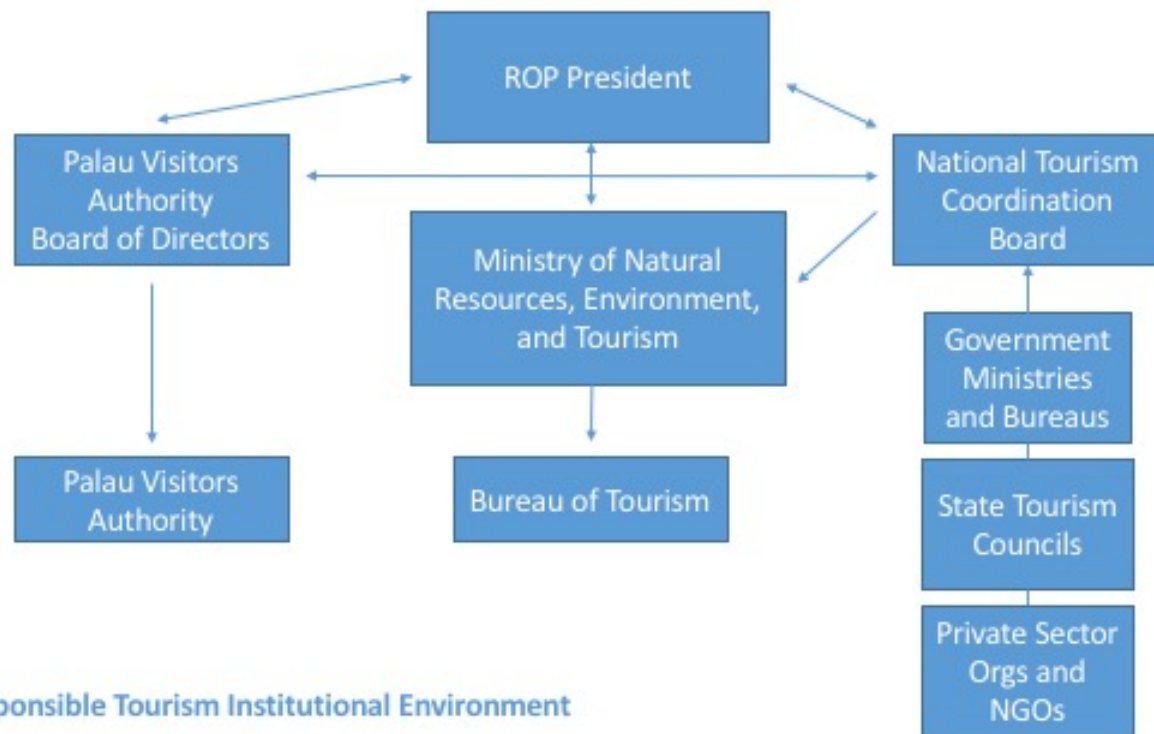 ROP President
Palau Visitors
Authority
Board of Directors
National Tourism
Coordination
Board
Ministry of Natural
Resources, Environment,
and Tourism
Government
Ministries
and Bureaus
Palau Visitors
Authority
Bureau of Tourism
State Tourism
Councils
Private Sector
Orgs and
NGOs
ponsible Tourism Institutional Environment